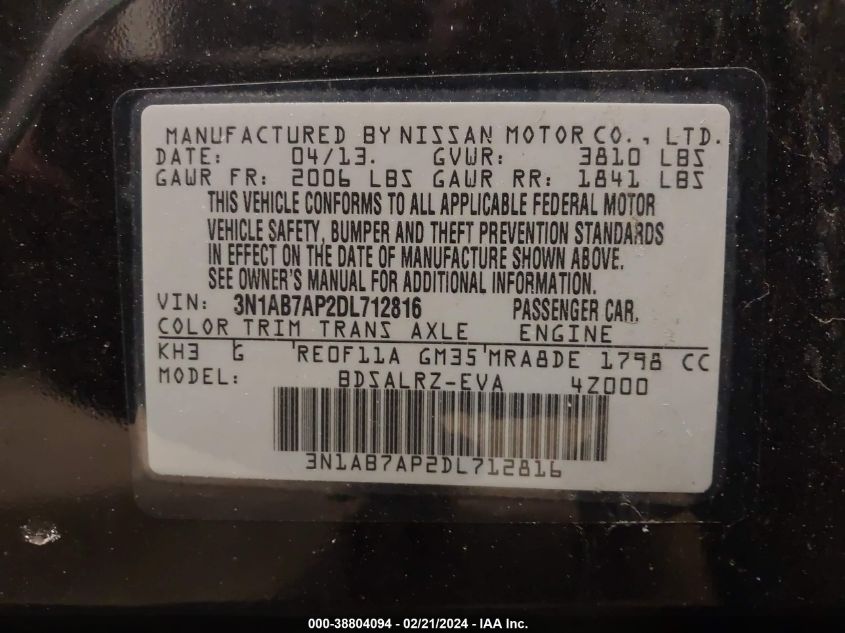 MANUFACTURED BY NISSAN MOTOR CO., LTD.
DATE: 04/13. GVWR: 3810 LBS
GAWR FR: 2006 LBS GAWR RR: 1841 LBS
THIS VEHICLE CONFORMS TO ALL APPLICABLE FEDERAL MOTOR
VEHICLE SAFETY, BUMPER AND THEFT PREVENTION STANDARDS
IN EFFECT ON THE DATE OF MANUFACTURE SHOWN ABOVE.
SEE OWNER'S MANUAL FOR ADDITIONAL INFORMATION.
VIN: 3N1AB7AP2DL712816 PASSENGER CAR.
COLOR TRIM TRANS AXLE ENGINE
KH3 G 'RE0F11A GM35'MRA8DE 1798 CC
MODEL: BDSALRZ-EVA 4Z000
3N1AB7AP2DL712816
000-38804094 - 02/21/2024 - IAA Inc.